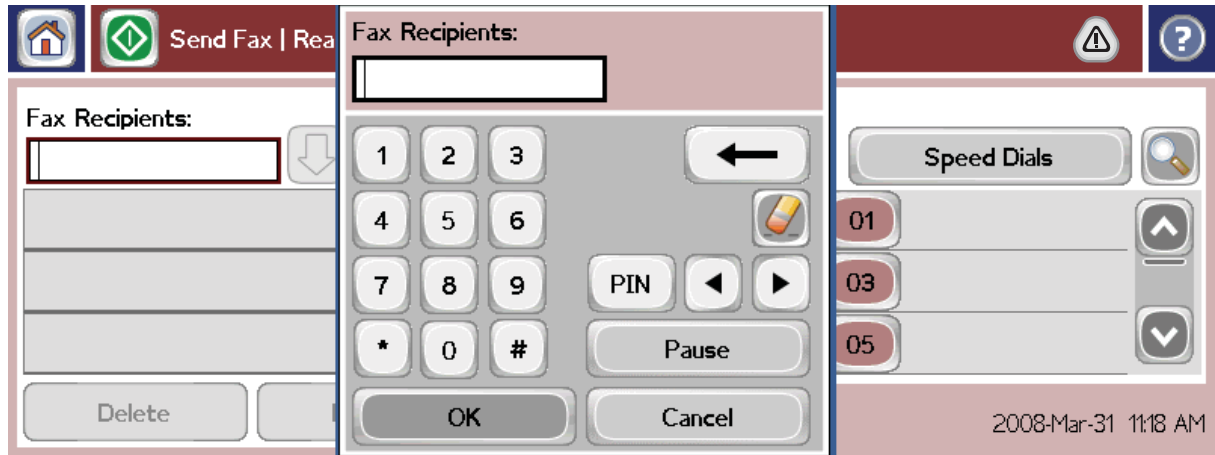 Send Fax | Rea
Fax Recipients:
?
Fax Recipients:
Speed Dials
1 2 3
4 5 6
7 8 9
* 0 #
PIN
Pause
OK
Cancel
01
03
05
Delete
2008-Mar-31 11:18 AM